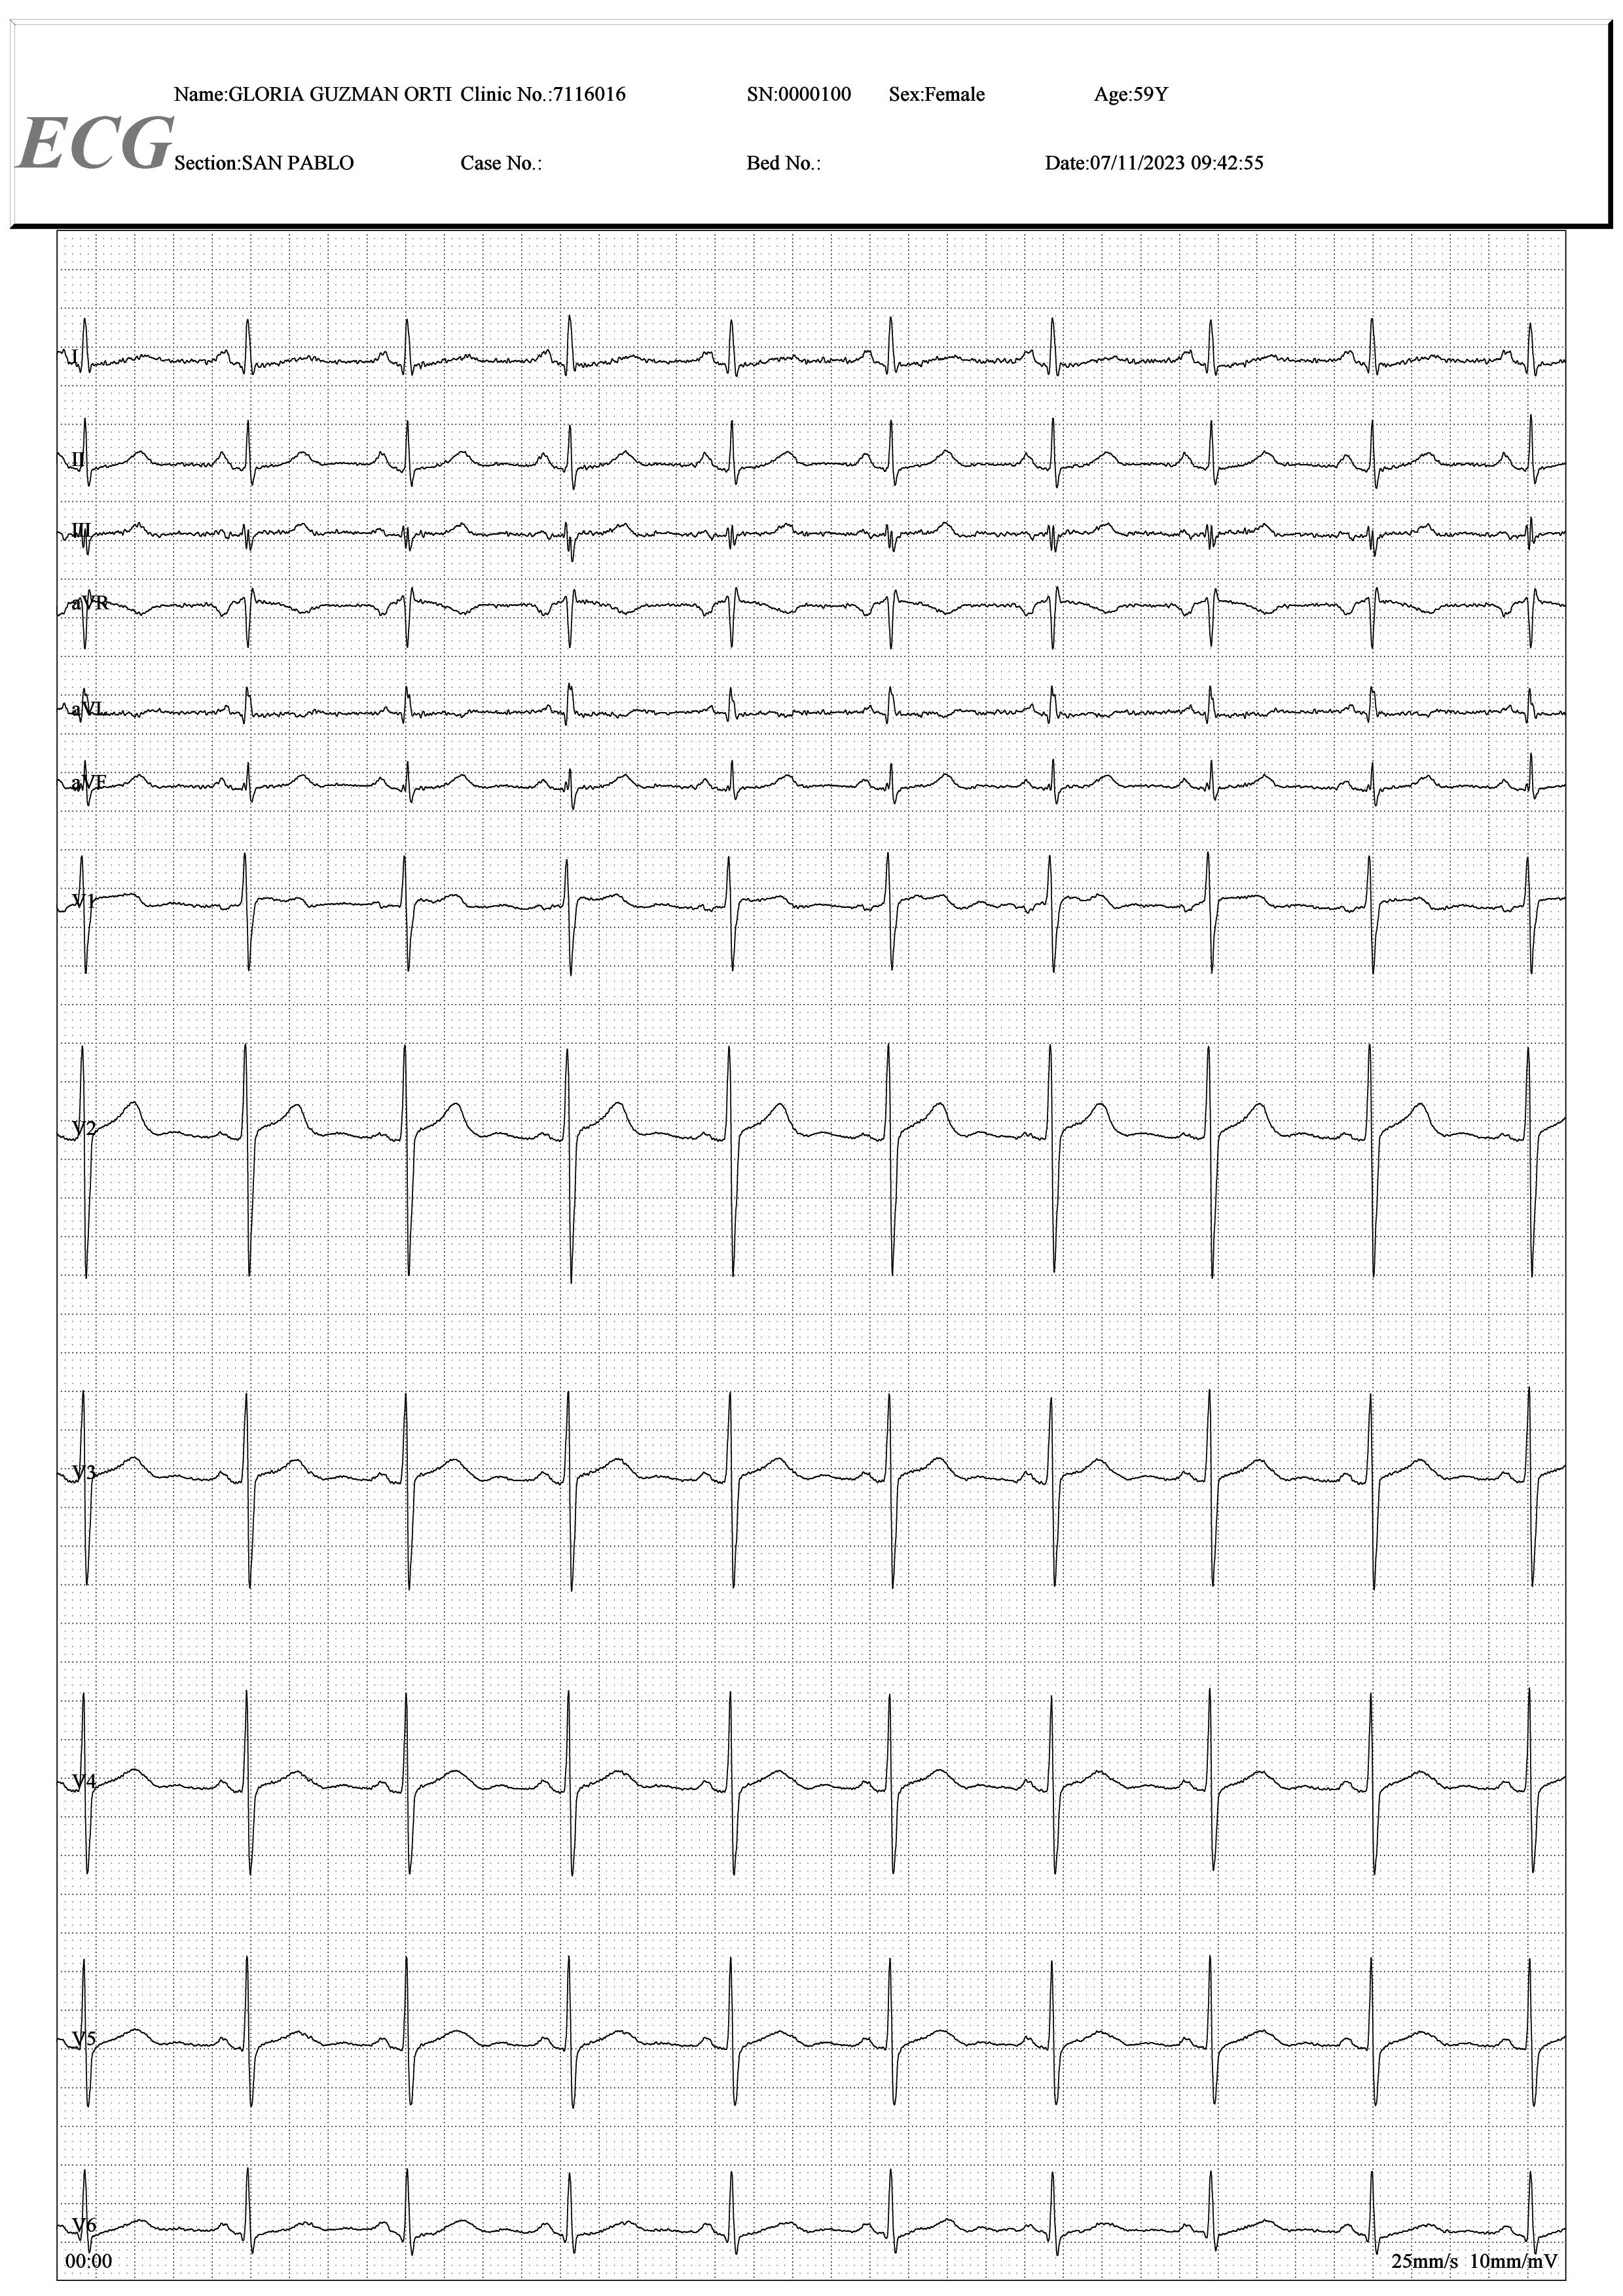 Name:GLORIA GUZMAN ORTI Clinic No.:7116016 SN:0000100 Sex:Female Age:59Y
ECG
Section:SAN PABLO Case No.: Bed No.: Date:07/11/2023 09:42:55
I
II
III
aVR
aVL
aVF
V1
V2
V3
V4
V5
V6
00:00 25mm/s 10mm/mV